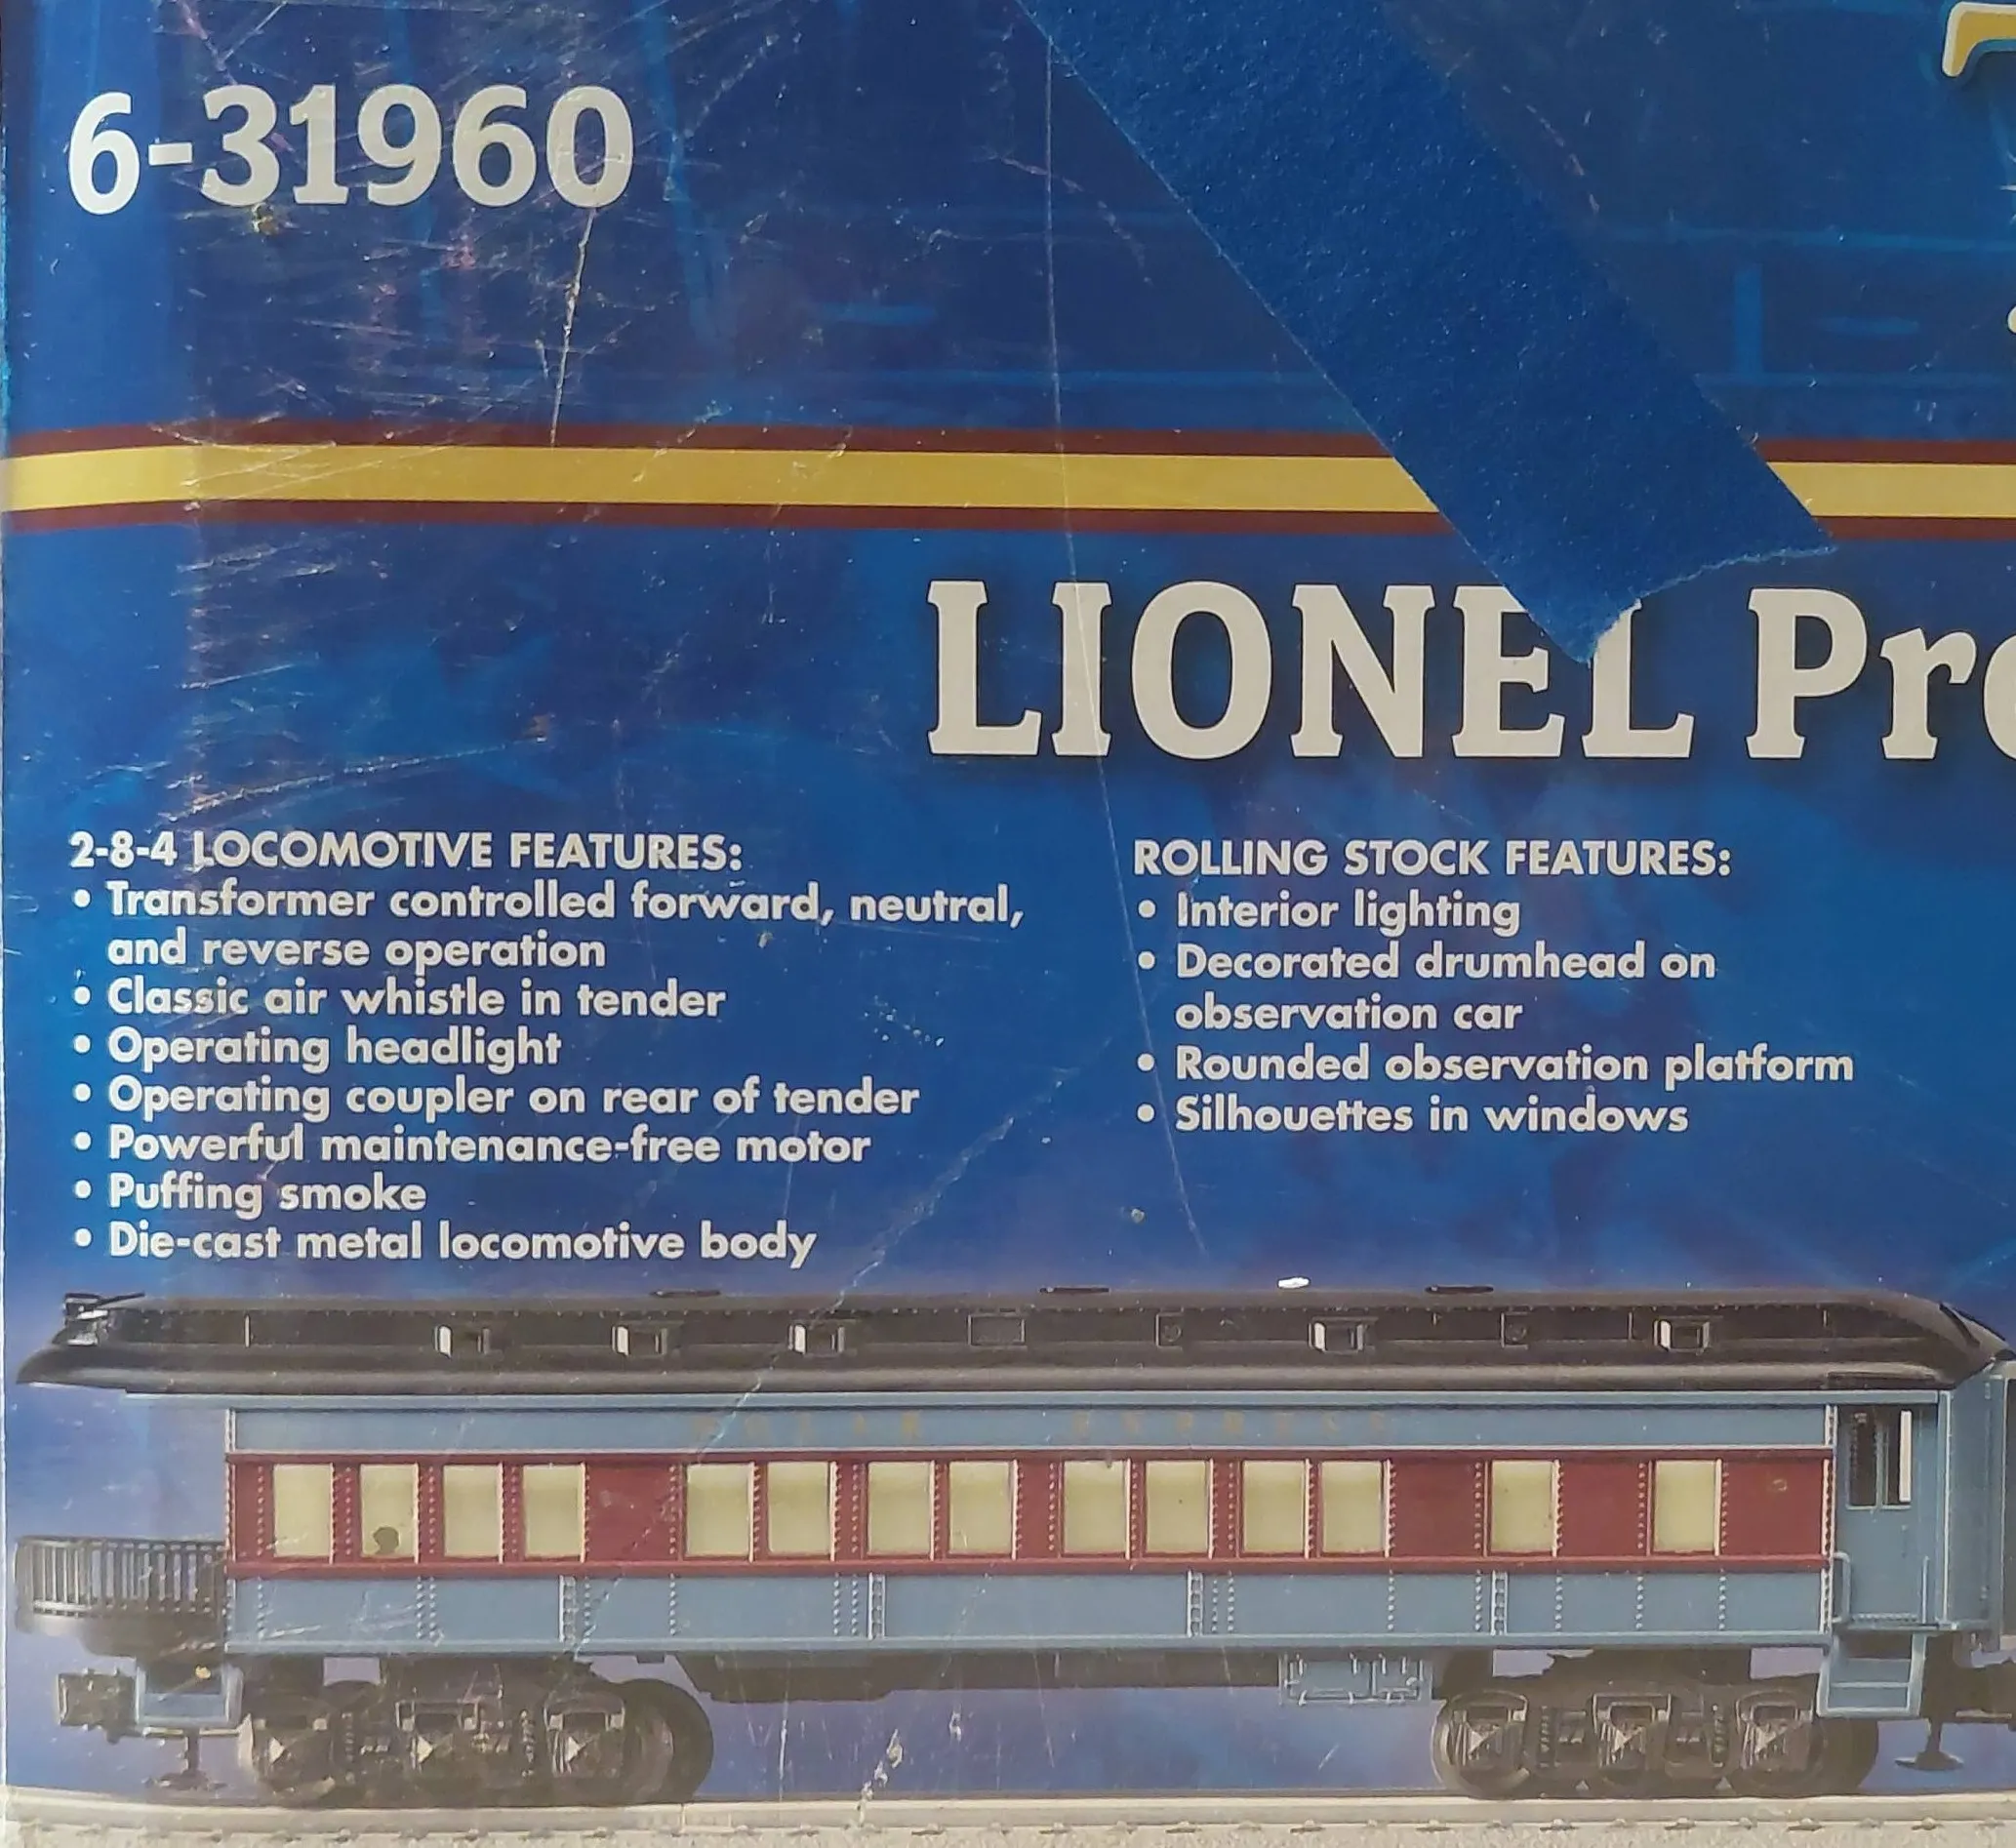 6-31960
LIONEL Pr
2-8-4 LOCOMOTIVE FEATURES:
• Transformer controlled forward, neutral,
and reverse operation
• Classic air whistle in tender
• Operating headlight
• Operating coupler on rear of tender
• Powerful maintenance-free motor
• Puffing smoke
• Die-cast metal locomotive body
ROLLING STOCK FEATURES:
• Interior lighting
• Decorated drumhead on
observation car
• Rounded observation platform
• Silhouettes in windows
POLAR EXPRESS